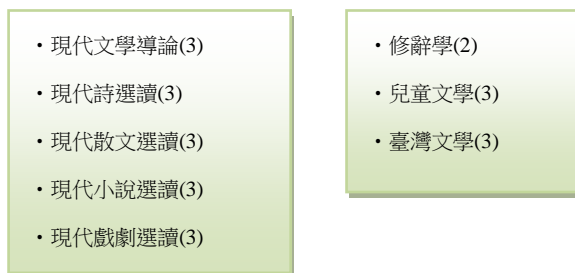 ・現代文學導論(3)
・現代詩選讀(3)
・現代散文選讀(3)
・現代小說選讀(3)
・現代戲劇選讀(3)
・修辭學(2)
・兒童文學(3)
・臺灣文學(3)